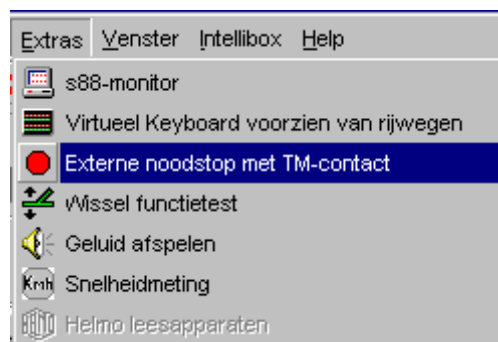 Extras Venster Intellibox Help
s88-monitor
Virtueel Keyboard voorzien van rijwegen
Externe noodstop met TM-contact
Wissel functietest
Geluid afspelen
Kmh Snelheidmeting
Helmo leesapparaten